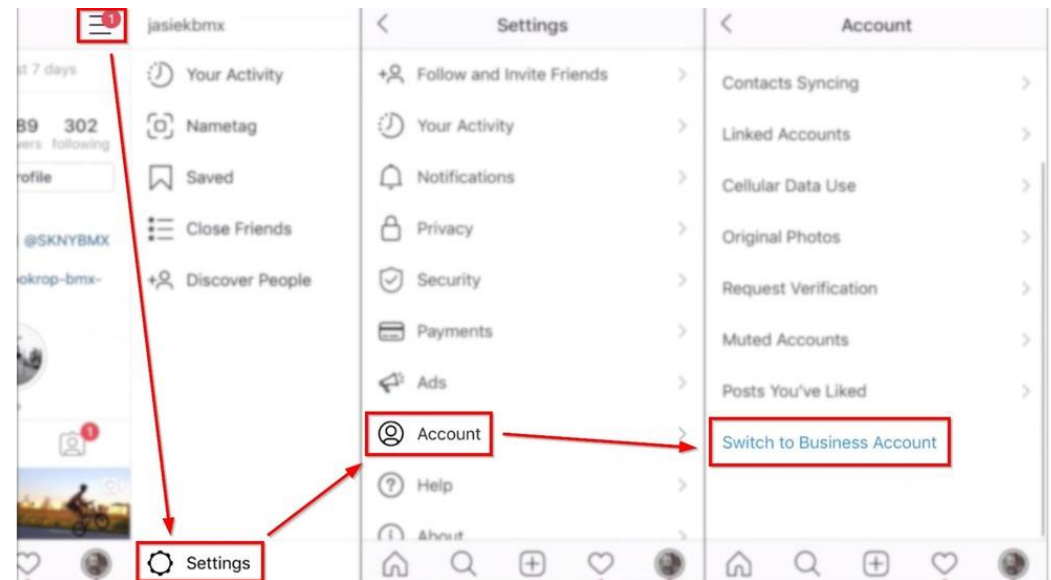 1
st 7 days
89 302
vers following
rofile
@SKNYBMX
okrop-bmx-
1
jasiekbmx
Your Activity
Nametag
Saved
Close Friends
Discover People
Settings
Settings
Follow and Invite Friends
Your Activity
Notifications
Privacy
Security
Payments
Ads
Account
Help
About
Account
Contacts Syncing
Linked Accounts
Cellular Data Use
Original Photos
Request Verification
Muted Accounts
Posts You've Liked
Switch to Business Account